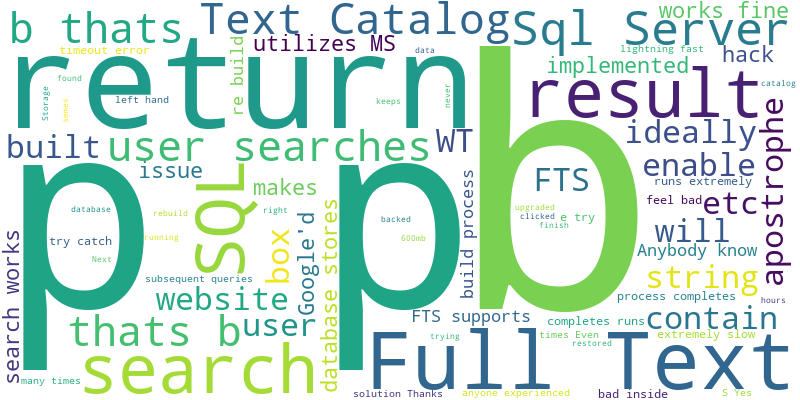 b thats
Text Catalog
Sql Server
works fine
timeout error
utilizes MS
re build
data
lightning fast
hack
return
found
Storage
semes
left hand
keeps
never
implemented
result
catalog
built
user searches
WT
ideally
apostrophe
issue
SQL
makes
FTS
enable
runs extremely
p
p
b
database
rebuild
right
backed
upgraded
clicked
e try
finish
feel bad
etc
search works
try catch
running
box
Google'd
database stores
600mb
build process
will
Anybody know
Next
subsequent queries
string
website
process completes
hours
thats b
user
FTS supports
completes runs
contain
search
trying
times Even
restored
extremely slow
Full Text
many times
solution Thanks
anyone experienced
bad inside
S Yes